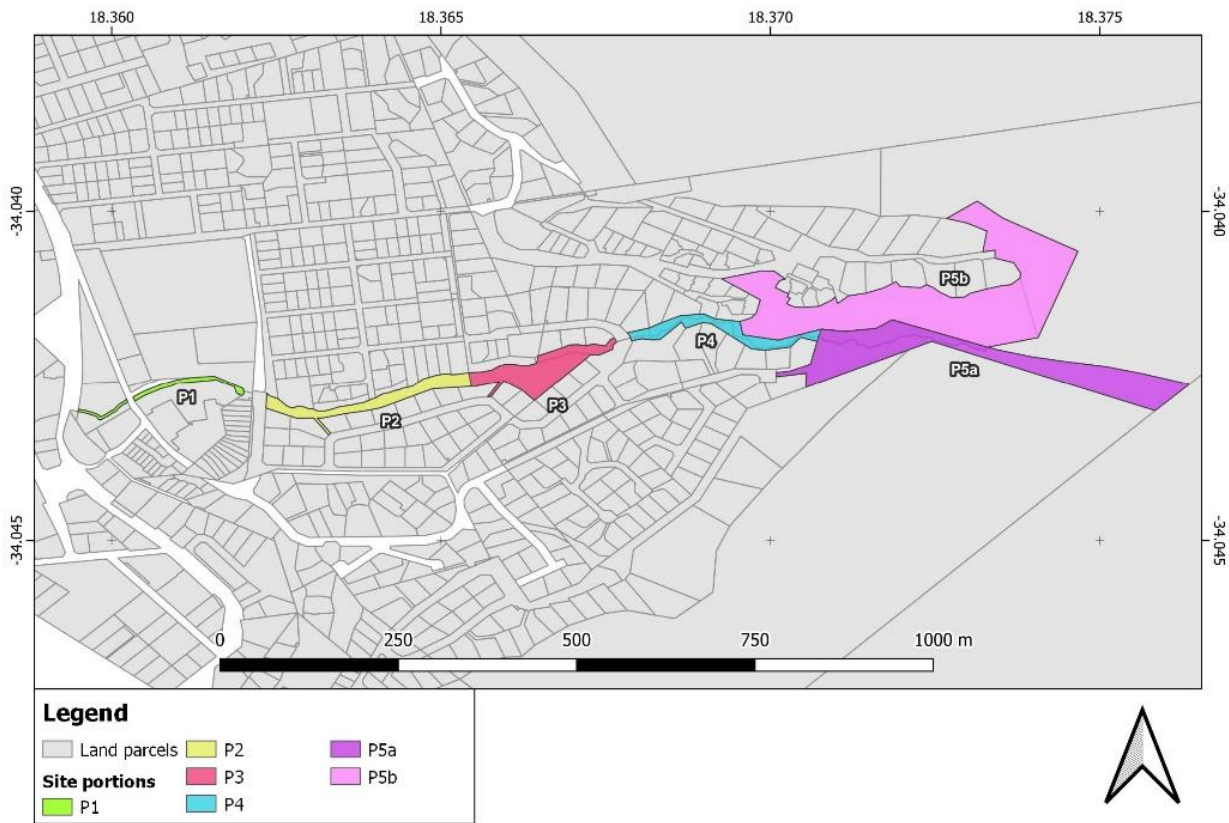 18.360 18.365 18.370 18.375
-34.040 -34.040
P5b
P4
P5a
P1
P3
P2
-34.045 -34.045
0 250 500 750 1000 m
Legend
Land parcels P2 P5a
Site portions P3 P5b
P1 P4